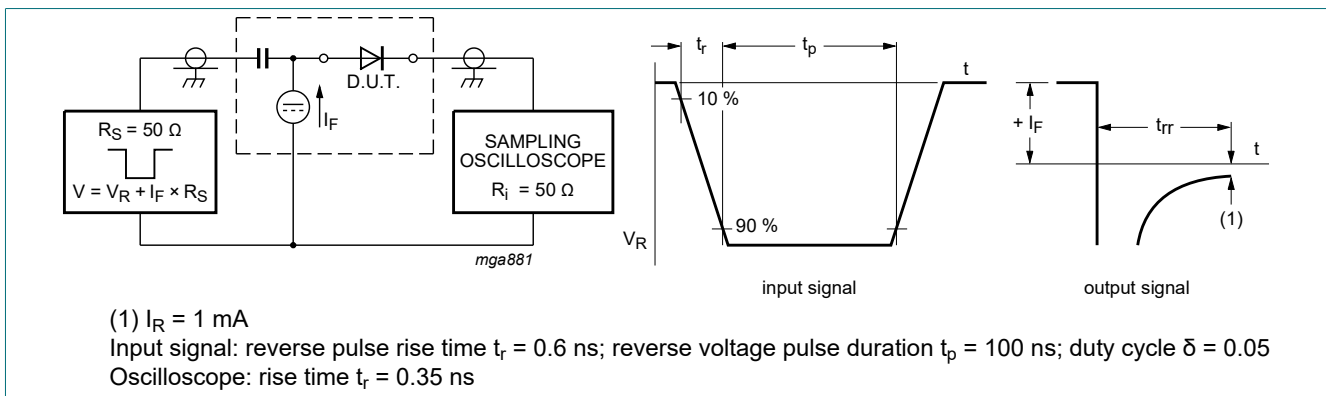 D.U.T.
I_F
R_S = 50 Ω
V = V_R + I_F × R_S
SAMPLING
OSCILLOSCOPE
R_i = 50 Ω
mga881
t_r
t_p
t
10 %
90 %
V_R
input signal
+ I_F
t_rr
t
(1)
output signal
(1) I_R = 1 mA
Input signal: reverse pulse rise time t_r = 0.6 ns; reverse voltage pulse duration t_p = 100 ns; duty cycle δ = 0.05
Oscilloscope: rise time t_r = 0.35 ns